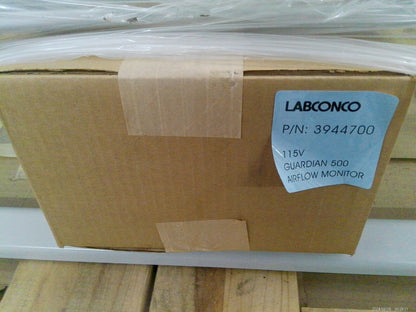 LABCONCO
P/N: 3944700
115V
GUARDIAN 500
AIRFLOW MONITOR